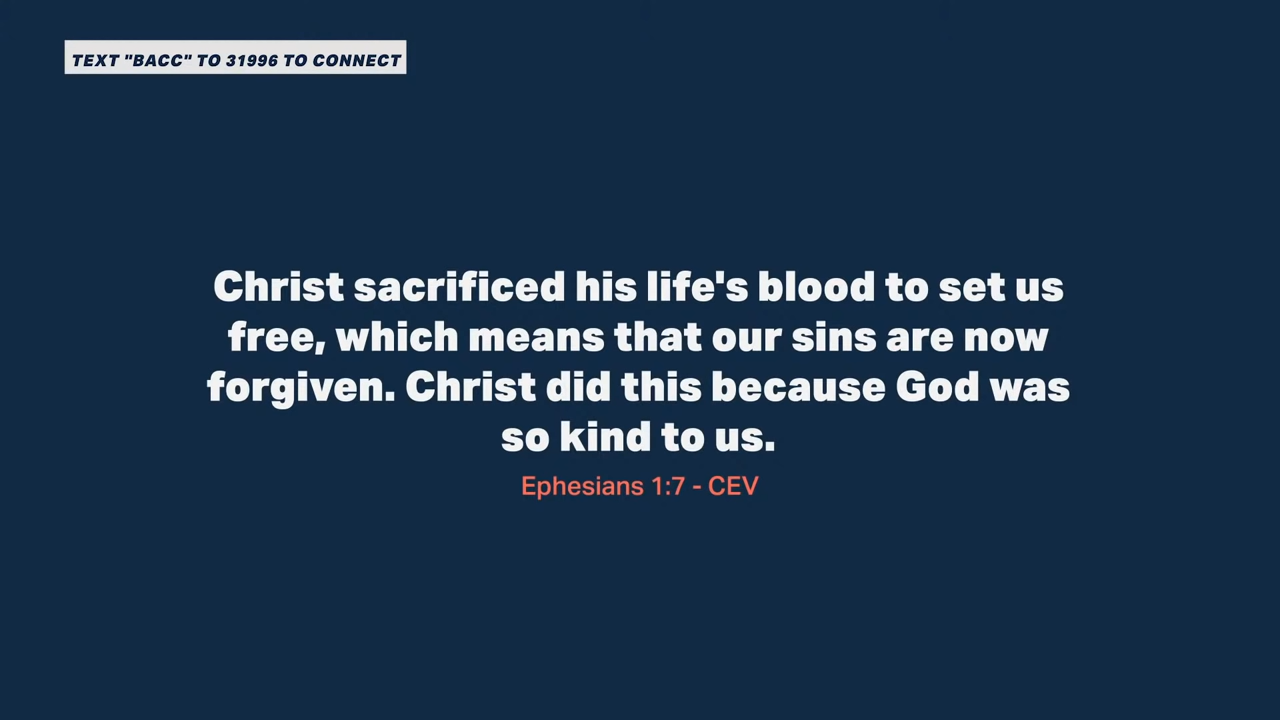 TEXT "BACC" TO 31996 TO CONNECT
Christ sacrificed his life's blood to set us
free, which means that our sins are now
forgiven. Christ did this because God was
so kind to us.
Ephesians 1:7 - CEV